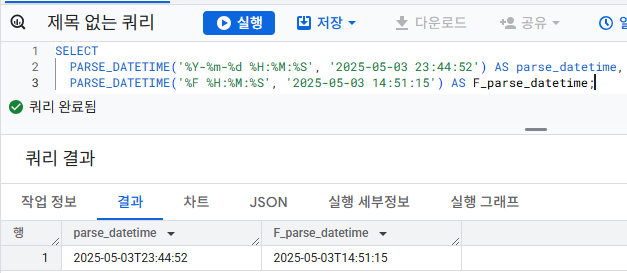 제목 없는 쿼리 실행 저장 다운로드 공유
1 SELECT
2 PARSE_DATETIME('%Y-%m-%d %H:%M:%S', '2025-05-03 23:44:52') AS parse_datetime,
3 PARSE_DATETIME('%F %H:%M:%S', '2025-05-03 14:51:15') AS F_parse_datetime;
쿼리 완료됨
쿼리 결과
작업 정보 결과 차트 JSON 실행 세부정보 실행 그래프
행 parse_datetime F_parse_datetime
1 2025-05-03T23:44:52 2025-05-03T14:51:15